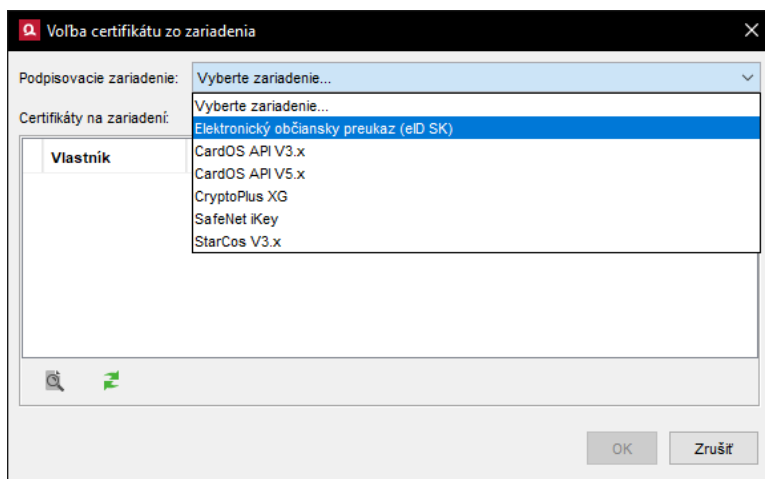 Voľba certifikátu zo zariadenia
Podpisovacie zariadenie: Vyberte zariadenie...
Vyberte zariadenie...
Certifikáty na zariadení:
Elektronický občiansky preukaz (eID SK)
Vlastník
CardOS API V3.x
CardOS API V5.x
CryptoPlus XG
SafeNet iKey
StarCos V3.x
OK
Zrušiť